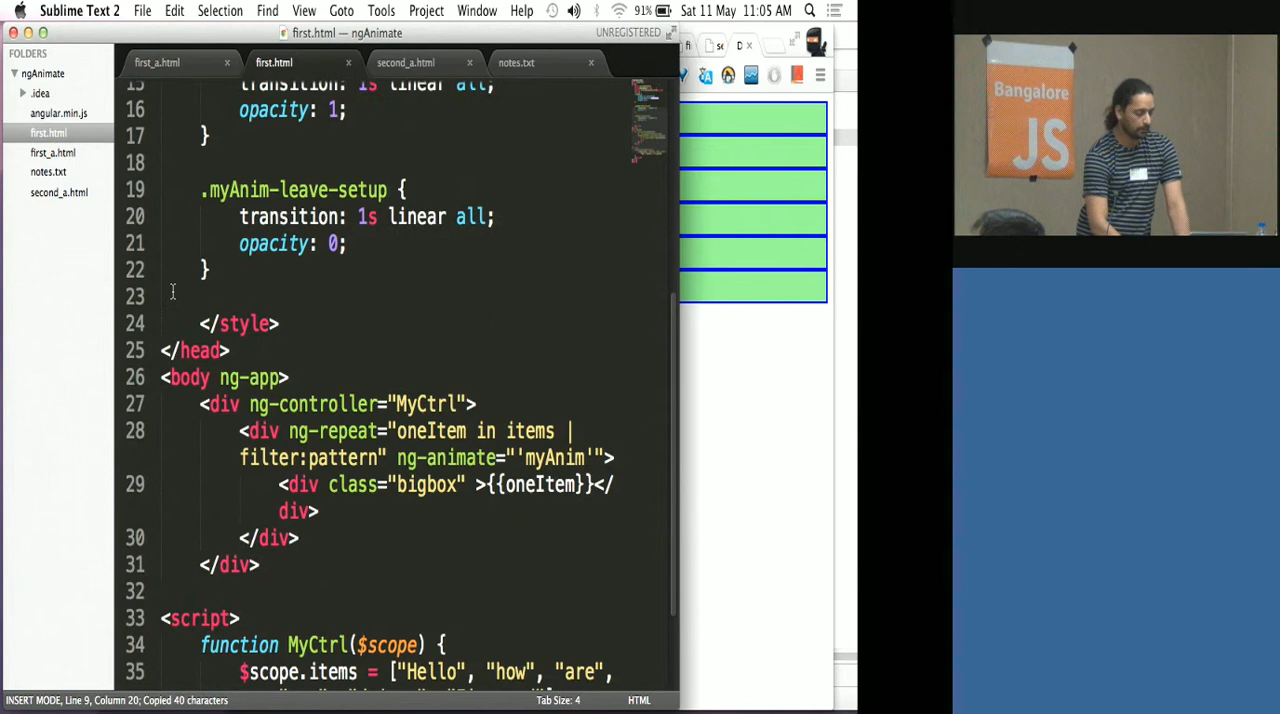 Sublime Text 2 File Edit Selection Find View Goto Tools Project Window Help 91% Sat 11 May 11:05 AM
first.html — ngAnimate UNREGISTERED
FOLDERS
ngAnimate
.idea
angular.min.js
first.html
first_a.html
notes.txt
second_a.html
first_a.html × first.html × second_a.html × notes.txt ×
15 transition: 1s linear all;
16 opacity: 1;
17 }
18
19 .myAnim-leave-setup {
20 transition: 1s linear all;
21 opacity: 0;
22 }
23
24 </style>
25 </head>
26 <body ng-app>
27 <div ng-controller="MyCtrl">
28 <div ng-repeat="oneItem in items |
filter:pattern" ng-animate="'myAnim'">
29 <div class="bigbox" >{{oneItem}}</
div>
30 </div>
31 </div>
32
33 <script>
34 function MyCtrl($scope) {
35 $scope.items = ["Hello", "how", "are",
INSERT MODE, Line 9, Column 20; Copied 40 characters Tab Size: 4 HTML
Bangalore
JS